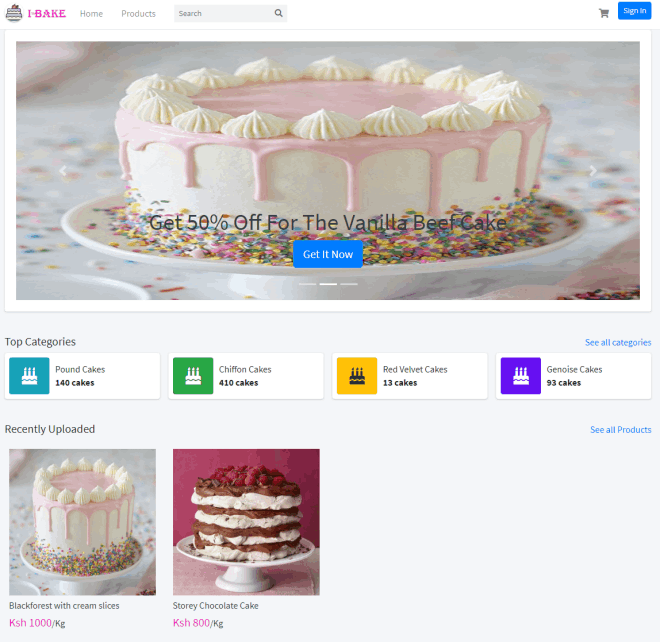 I-BAKE Home Products Search Sign in
Get 50% Off For The Vanilla Beef Cake
Get It Now
Top Categories See all categories
Pound Cakes Chiffon Cakes Red Velvet Cakes Genoise Cakes
140 cakes 410 cakes 13 cakes 93 cakes
Recently Uploaded See all Products
Blackforest with cream slices Storey Chocolate Cake
Ksh 1000/Kg Ksh 800/Kg